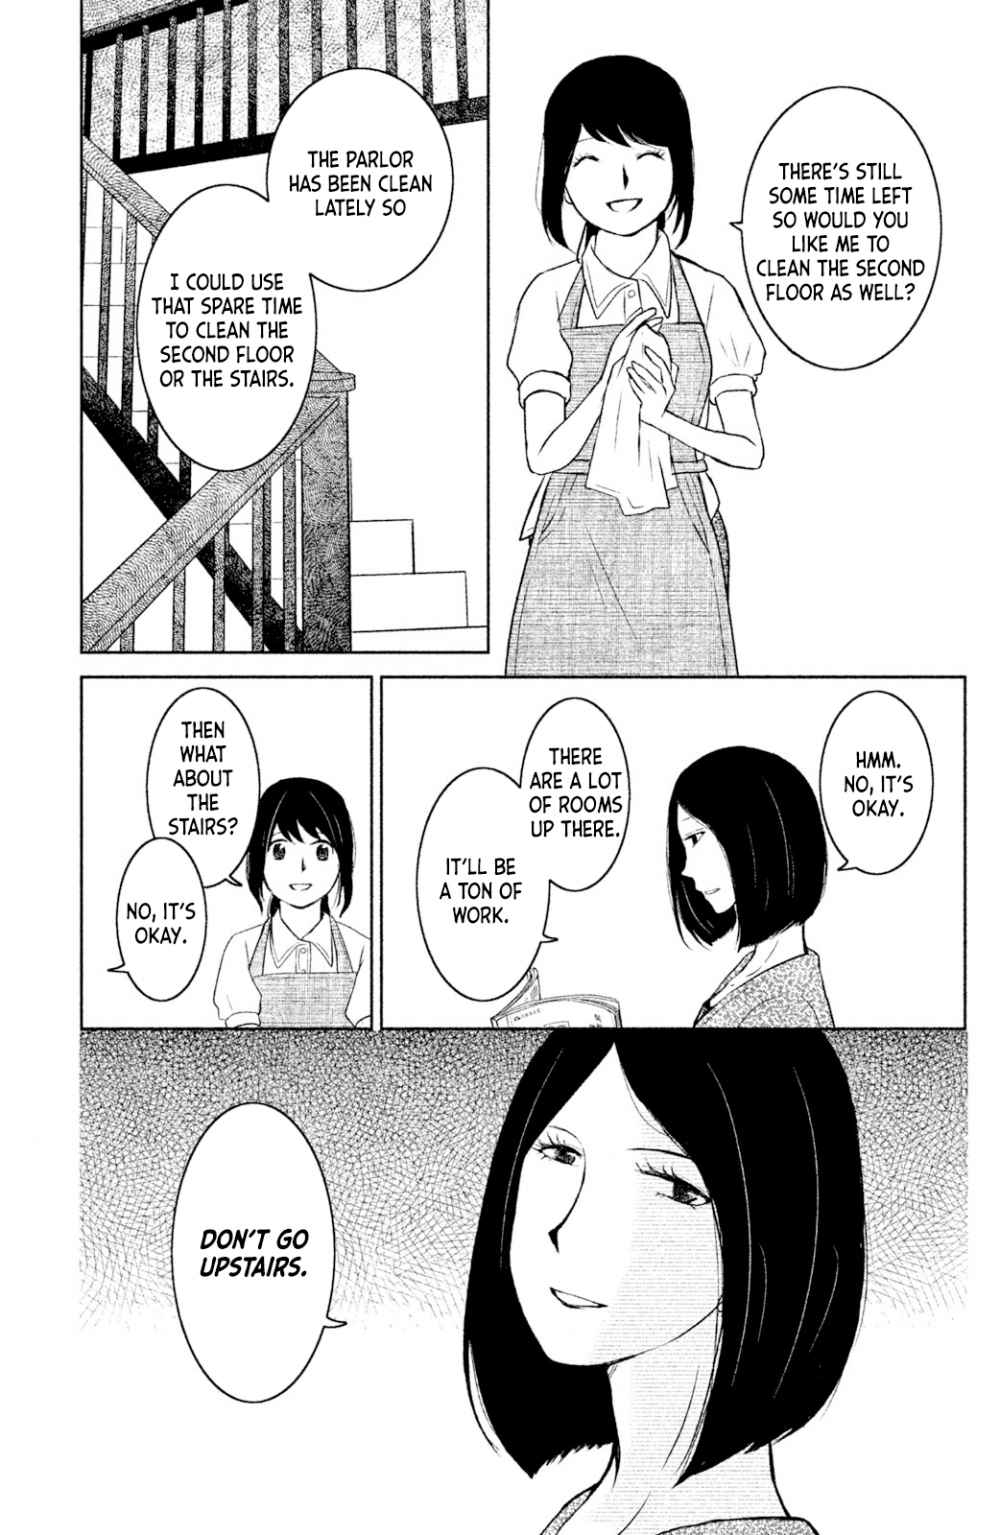 THERE'S STILL
SOME TIME LEFT
SO WOULD YOU
LIKE ME TO
CLEAN THE SECOND
FLOOR AS WELL?
THE PARLOR
HAS BEEN CLEAN
LATELY SO
I COULD USE
THAT SPARE TIME
TO CLEAN THE
SECOND FLOOR
OR THE STAIRS.
HMM.
NO, IT'S
OKAY.
THERE
ARE A LOT
OF ROOMS
UP THERE.
IT'LL BE
A TON OF
WORK.
THEN
WHAT
ABOUT
THE
STAIRS?
NO, IT'S
OKAY.
DON'T GO
UPSTAIRS.